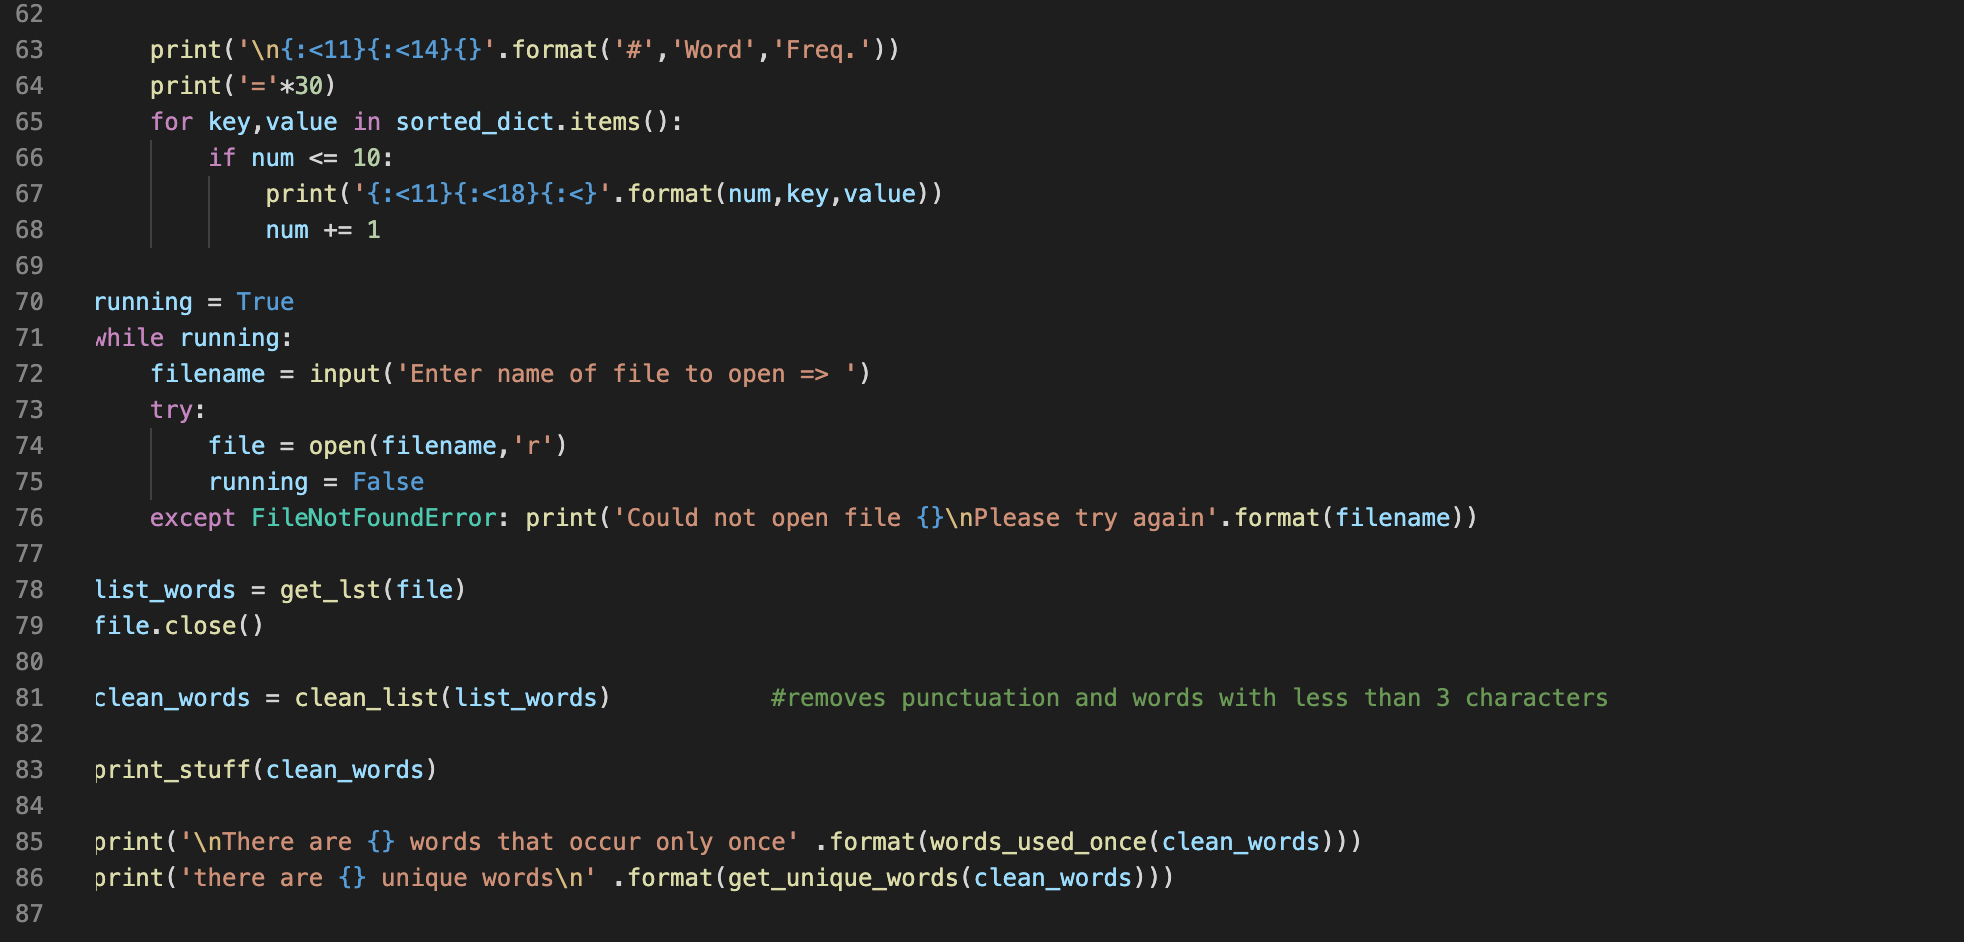 62
63 print('\n{:<11}{:<14}{}'.format('#','Word','Freq.'))
64 print('='*30)
65 for key,value in sorted_dict.items():
66 if num <= 10:
67 print('{:<11}{:<18}{:<}'.format(num,key,value))
68 num += 1
69
70 running = True
71 while running:
72 filename = input('Enter name of file to open => ')
73 try:
74 file = open(filename,'r')
75 running = False
76 except FileNotFoundError: print('Could not open file {}\nPlease try again'.format(filename))
77
78 list_words = get_lst(file)
79 file.close()
80
81 clean_words = clean_list(list_words) #removes punctuation and words with less than 3 characters
82
83 print_stuff(clean_words)
84
85 print('\nThere are {} words that occur only once' .format(words_used_once(clean_words)))
86 print('there are {} unique words\n' .format(get_unique_words(clean_words)))
87